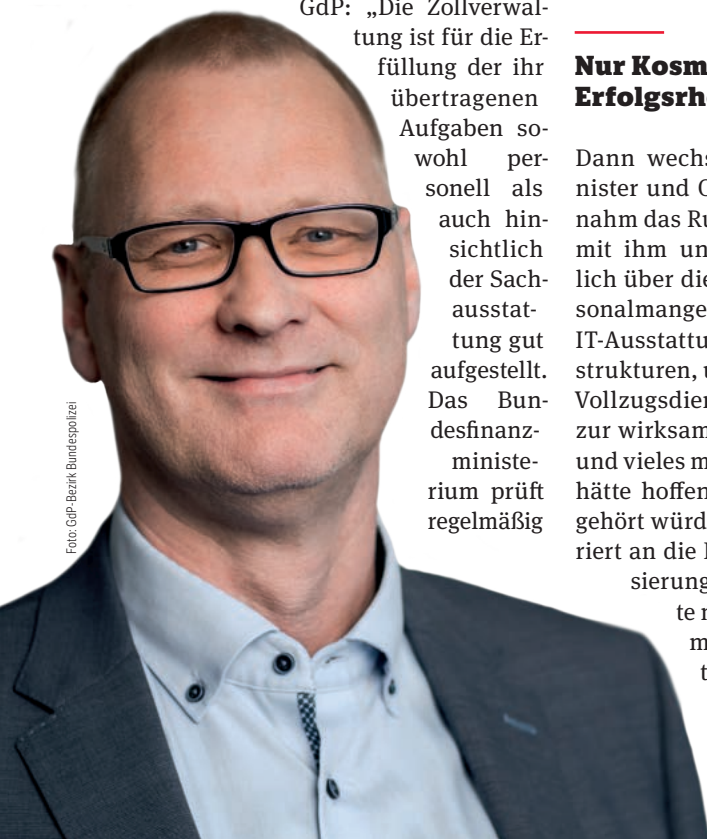 GdP: „Die Zollverwal-
tung ist für die Er-
füllung der ihr
übertragenen
Aufgaben so-
wohl per-
sonell als
auch hin-
sichtlich
der Sach-
ausstat-
tung gut
aufgestellt.
Das Bun-
desfinanz-
ministe-
rium prüft
regelmäßig
Foto: GdP-Bezirk Bundespolizei
Nur Kosm
Erfolgsrh
Dann wechs
nister und
nahm das Ru
mit ihm un
lich über die
sonalmange
IT-Ausstattu
strukturen, u
Vollzugsdien
zur wirksam
und vieles m
hätte hoffen
gehört würd
riert an die
sierung
te
m
t